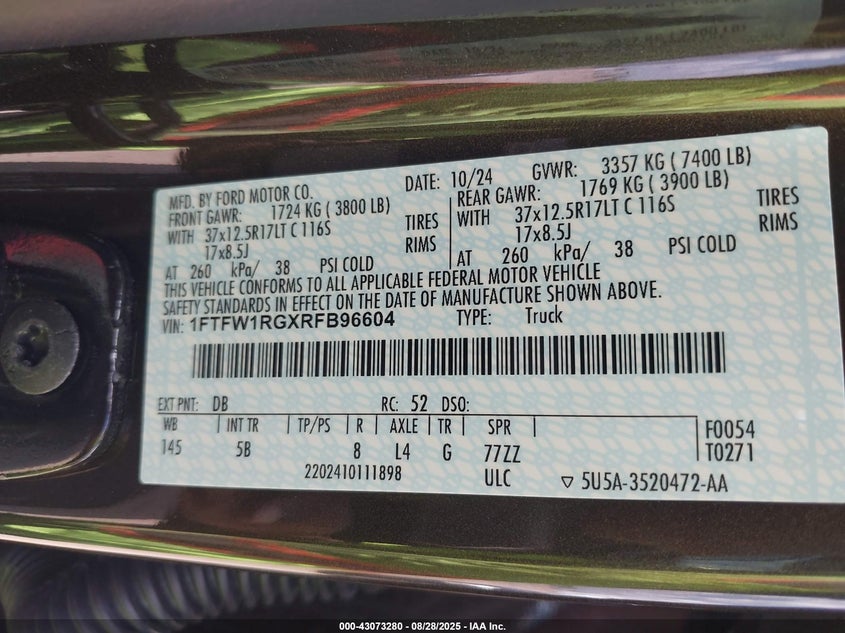 MFD. BY FORD MOTOR CO. DATE: 10/24 GVWR: 3357 KG ( 7400 LB)
FRONT GAWR: 1724 KG ( 3800 LB) REAR GAWR: 1769 KG ( 3900 LB)
WITH 37x12.5R17LT C 116S TIRES WITH 37x12.5R17LT C 116S TIRES
17x8.5J RIMS 17x8.5J RIMS
AT 260 kPa/ 38 PSI COLD AT 260 kPa/ 38 PSI COLD
THIS VEHICLE CONFORMS TO ALL APPLICABLE FEDERAL MOTOR VEHICLE
SAFETY STANDARDS IN EFFECT ON THE DATE OF MANUFACTURE SHOWN ABOVE.
VIN: 1FTFW1RGXRFB96604 TYPE: Truck
EXT PNT: DB RC: 52 DSO:
WB INT TR TP/PS R AXLE TR SPR F0054
145 5B 8 L4 G 77ZZ T0271
2202410111898 ULC ▽ 5U5A-3520472-AA
000-43073280 - 08/28/2025 - IAA Inc.